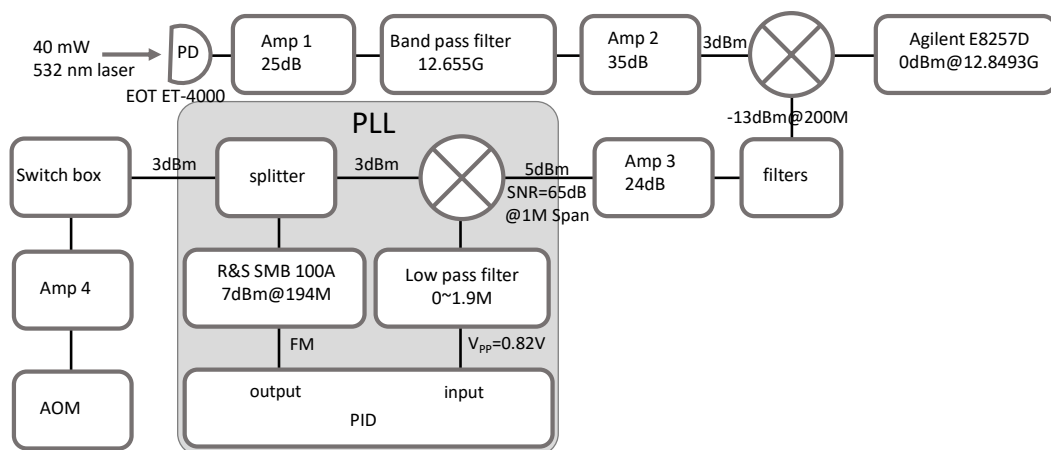 40 mW
532 nm laser
PD
EOT ET-4000
Amp 1
25dB
Band pass filter
12.655G
Amp 2
35dB
3dBm
Agilent E8257D
0dBm@12.8493G
-13dBm@200M
PLL
Switch box
3dBm
splitter
3dBm
5dBm
SNR=65dB
@1M Span
Amp 3
24dB
filters
Amp 4
R&S SMB 100A
7dBm@194M
Low pass filter
0~1.9M
FM
VPP=0.82V
AOM
output
input
PID